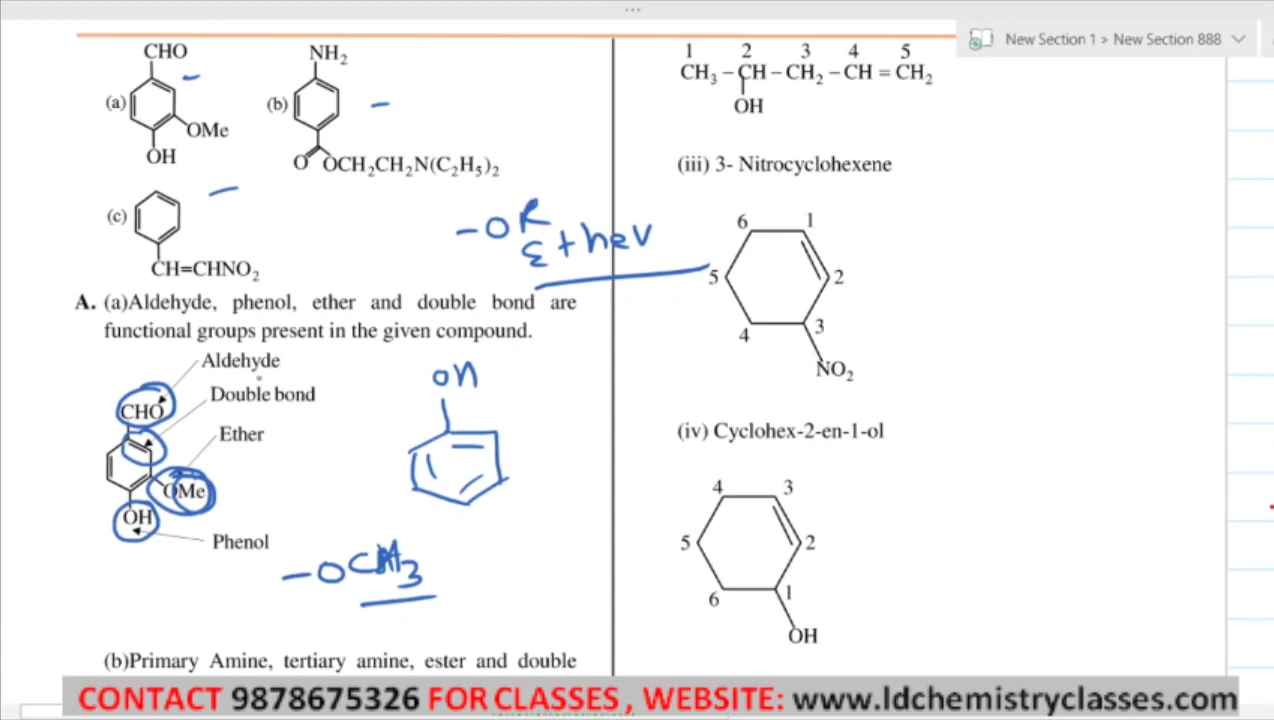 New Section 1 > New Section 888
CHO
(a)
OMe
OH
NH₂
(b)
O OCH₂CH₂N(C₂H₅)₂
(c)
CH=CHNO₂
A. (a)Aldehyde, phenol, ether and double bond are
functional groups present in the given compound.
Aldehyde
Double bond
Ether
Phenol
CHO
OMe
OH
-OR
-OCH₃
(b)Primary Amine, tertiary amine, ester and double
1 2 3 4 5
CH₃ – CH – CH₂ – CH = CH₂
OH
(iii) 3- Nitrocyclohexene
6 1
5 2
4 3
NO₂
(iv) Cyclohex-2-en-1-ol
4 3
5 2
6 1
OH
CONTACT 9878675326 FOR CLASSES , WEBSITE: www.ldchemistryclasses.com